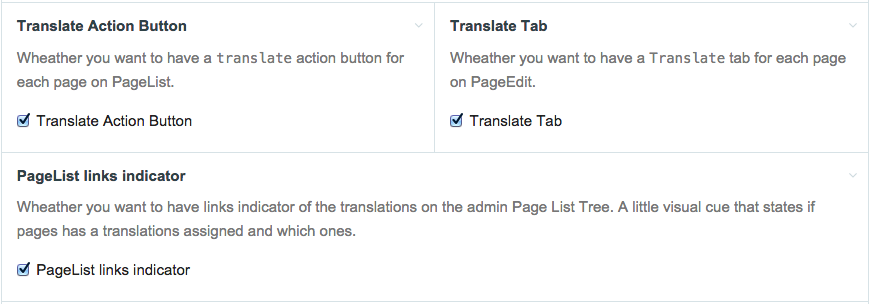 Translate Action Button
Wheather you want to have a translate action button for
each page on PageList.
Translate Action Button
Translate Tab
Wheather you want to have a Translate tab for each page
on PageEdit.
Translate Tab
PageList links indicator
Wheather you want to have links indicator of the translations on the admin Page List Tree. A little visual cue that states if
pages has a translations assigned and which ones.
PageList links indicator